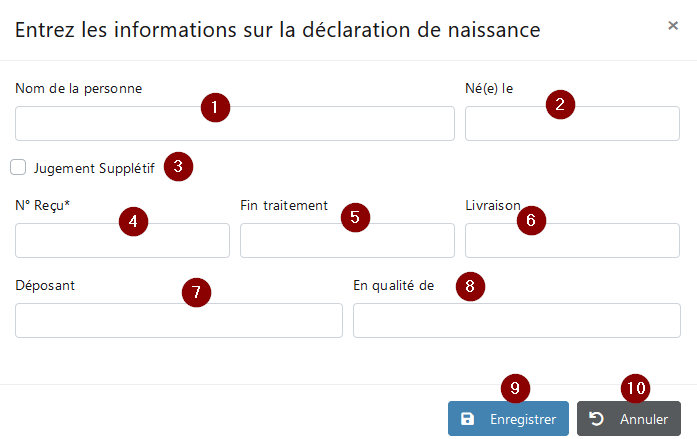 Entrez les informations sur la déclaration de naissance ×
Nom de la personne 1 Né(e) le 2
Jugement Supplétif 3
N° Reçu* 4 Fin traitement 5 Livraison 6
Déposant 7 En qualité de 8
9 10
Enregistrer Annuler